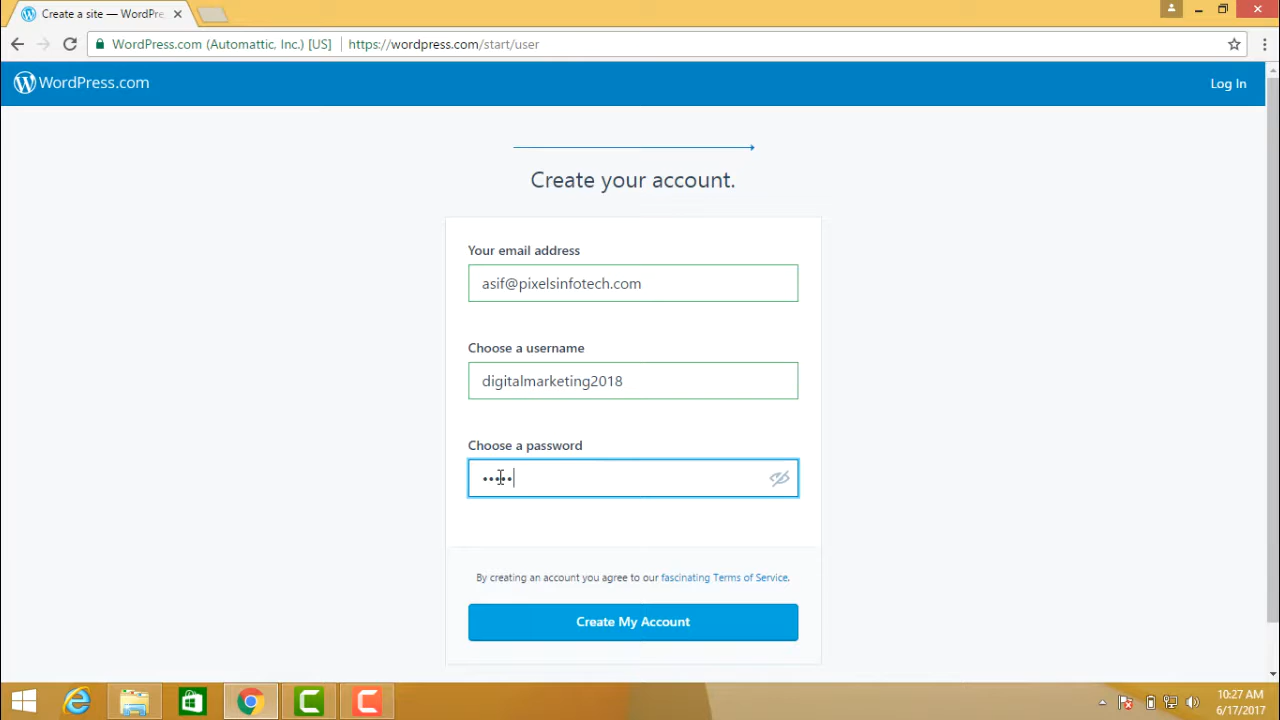 Create a site — WordPre
WordPress.com (Automattic, Inc.) [US] https://wordpress.com/start/user
WordPress.com
Log In
Create your account.
Your email address
asif@pixelsinfotech.com
Choose a username
digitalmarketing2018
Choose a password
By creating an account you agree to our fascinating Terms of Service.
Create My Account
10:27 AM
6/17/2017